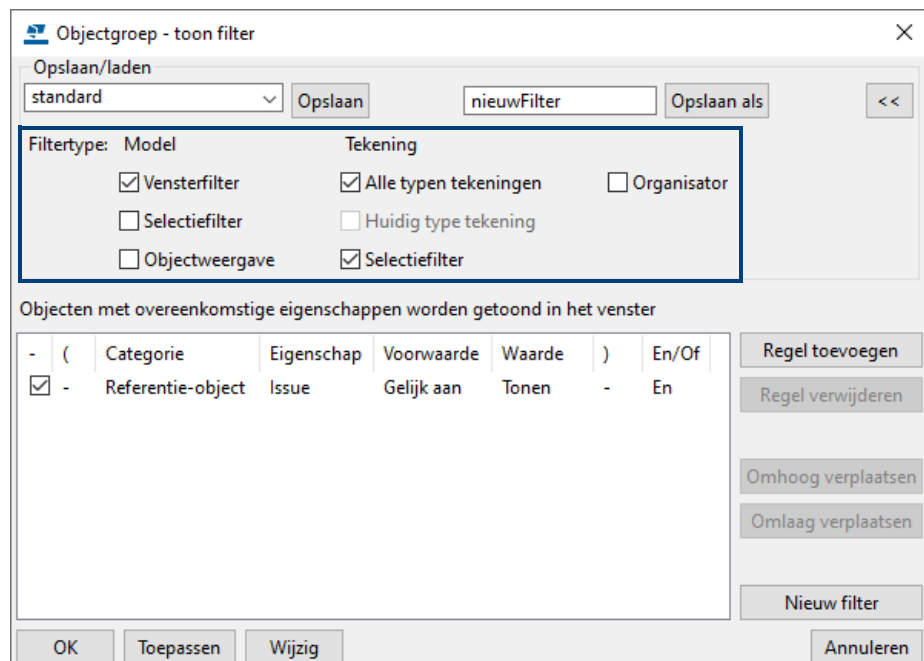 Objectgroep - toon filter
Opslaan/laden
standard Opslaan nieuwFilter Opslaan als <<
Filtertype: Model Tekening
Vensterfilter Alle typen tekeningen Organisator
Selectiefilter Huidig type tekening
Objectweergave Selectiefilter
Objecten met overeenkomstige eigenschappen worden getoond in het venster
- ( Categorie Eigenschap Voorwaarde Waarde ) En/Of Regel toevoegen
- Referentie-object Issue Gelijk aan Tonen - En Regel verwijderen
Omhoog verplaatsen
Omlaag verplaatsen
Nieuw filter
OK Toepassen Wijzig Annuleren